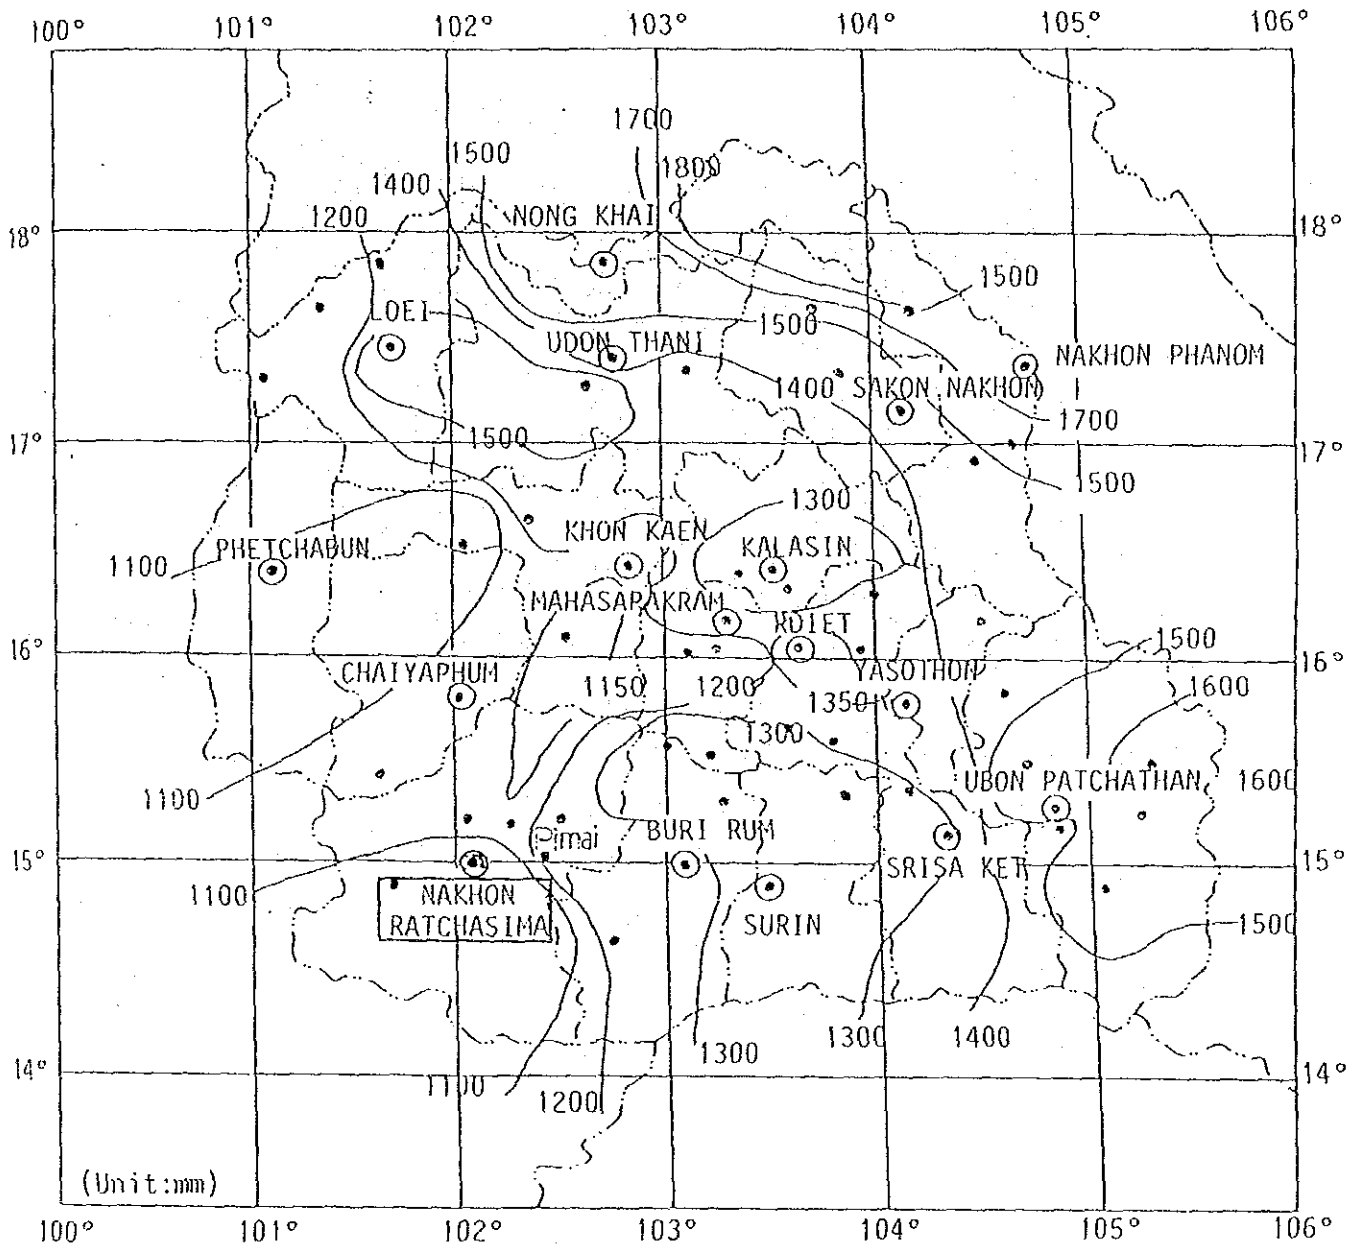 100° 101° 102° 103° 104° 105° 106°
1700
1500
1800
1400
1200
NONG KHAI
18° 18°
1500
LOEI
1500
UDON THANI
NAKHON PHANOM
1400 SAKON NAKHON
1700
17° 17°
1500
1500
1300
KHON KAEN
PHETCHABUN
KALASIN
1100
MAHASARAKRAM
ROIET
1500
16° 16°
CHAIYAPHUM
YASOTHON
1150 1200
1350
1600
1300
1100
UBON PATCHATHAN
1600
Pimai
BURI RUM
15° 15°
SRISA KET
1100
NAKHON
RATCHASIMA
SURIN
1500
1300 1300 1400
14° 14°
1100
1200
(Unit:mm)
100° 101° 102° 103° 104° 105° 106°